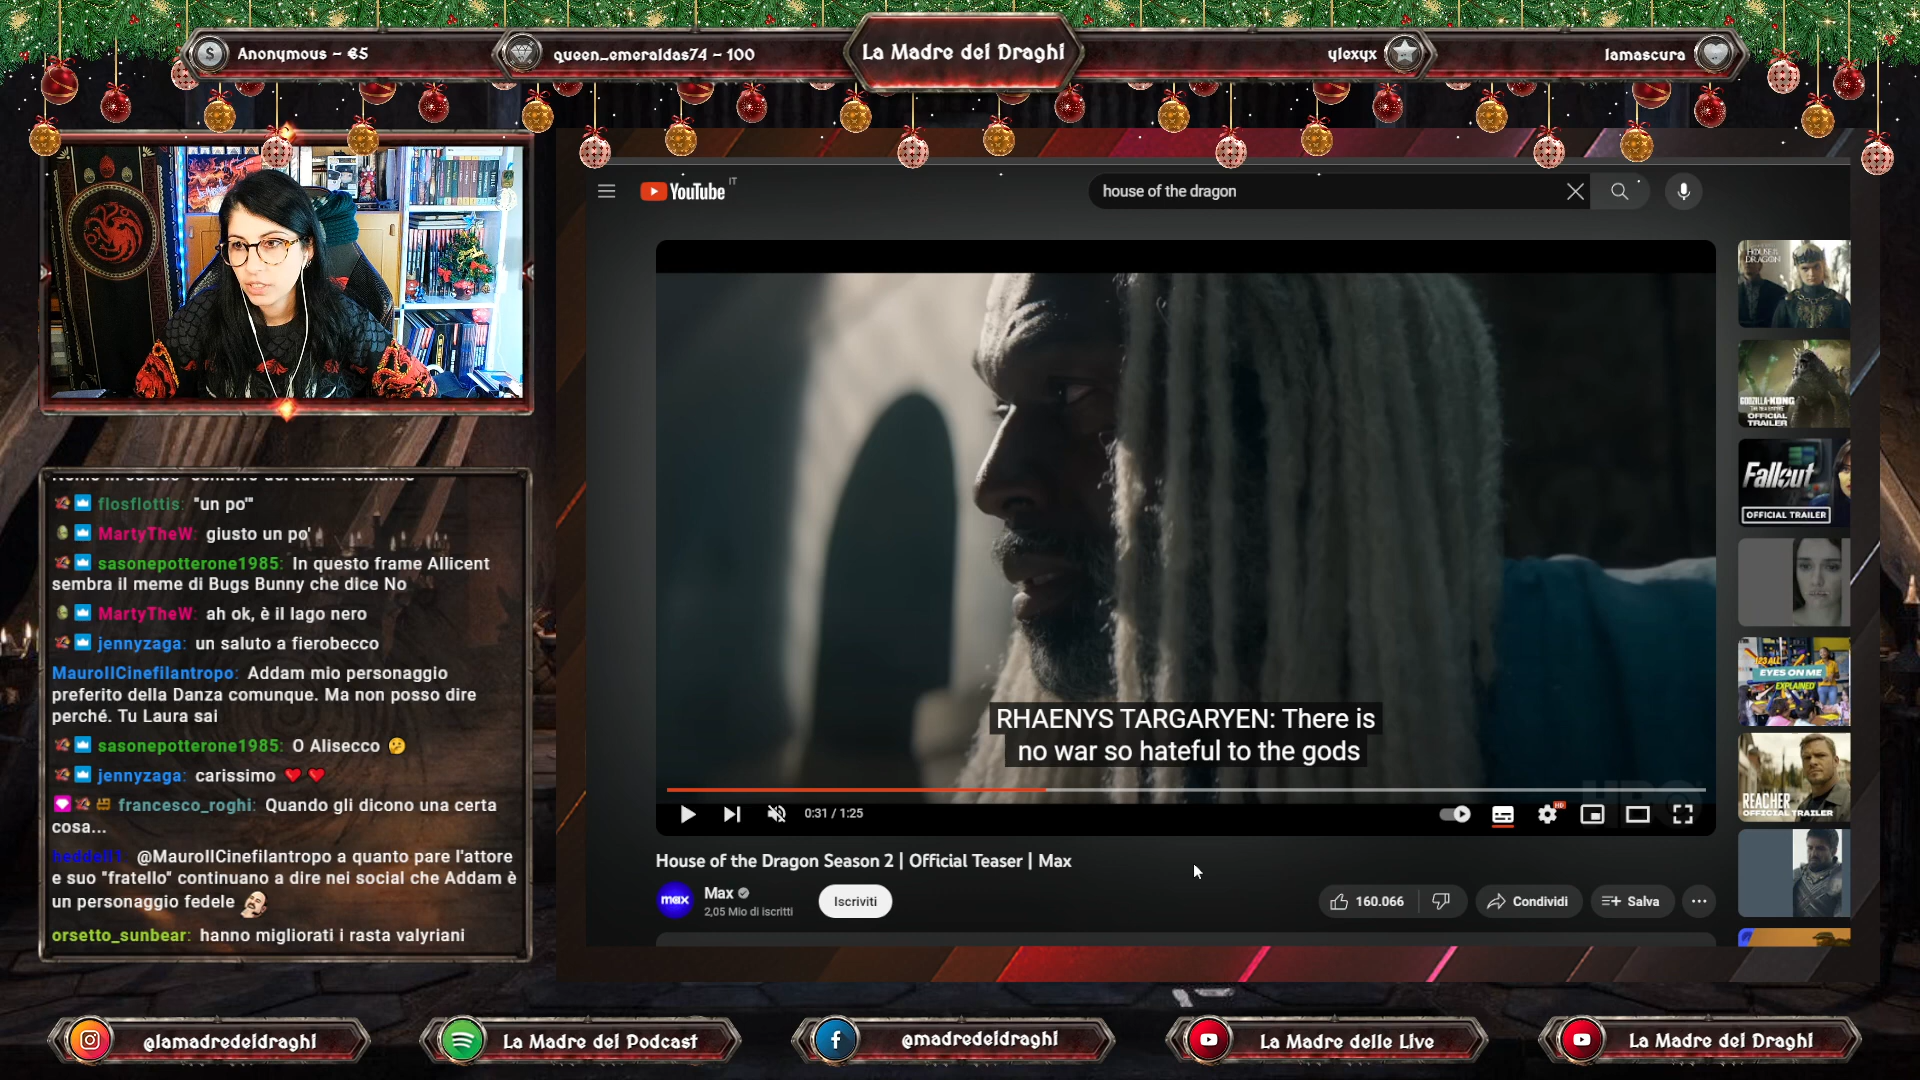 Anonymous - €5
queen_emeraldas74 - 100
La Madre dei Draghi
ylexyx
lamascura
YouTube IT
house of the dragon
HOUSE OF THE DRAGON
GODZILLA-KONG
OFFICIAL
TRAILER
Fallout
OFFICIAL TRAILER
EYES ON ME
EXPLAINED
REACHER
OFFICIAL TRAILER
RHAENYS TARGARYEN: There is
no war so hateful to the gods
HBO
0:31 / 1:25
HD
House of the Dragon Season 2 | Official Teaser | Max
max
Max
2,05 Mio di iscritti
Iscriviti
160.066
Condividi
Salva
flosflottis: "un po'"
MartyTheW: giusto un po'
sasonepotterone1985: In questo frame Allicent
sembra il meme di Bugs Bunny che dice No
MartyTheW: ah ok, è il lago nero
jennyzaga: un saluto a fierobecco
MauroIlCinefilantropo: Addam mio personaggio
preferito della Danza comunque. Ma non posso dire
perché. Tu Laura sai
sasonepotterone1985: O Alisecco
jennyzaga: carissimo
francesco_roghi: Quando gli dicono una certa
cosa...
@MauroIlCinefilantropo a quanto pare l'attore
e suo "fratello" continuano a dire nei social che Addam è
un personaggio fedele
orsetto_sunbear: hanno migliorati i rasta valyriani
@lamadredeidraghi
La Madre del Podcast
@madredeidraghi
La Madre delle Live
La Madre dei Draghi